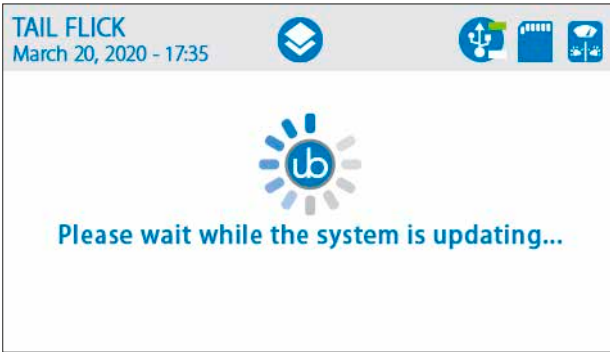 TAIL FLICK
March 20, 2020 - 17:35
ub
Please wait while the system is updating...